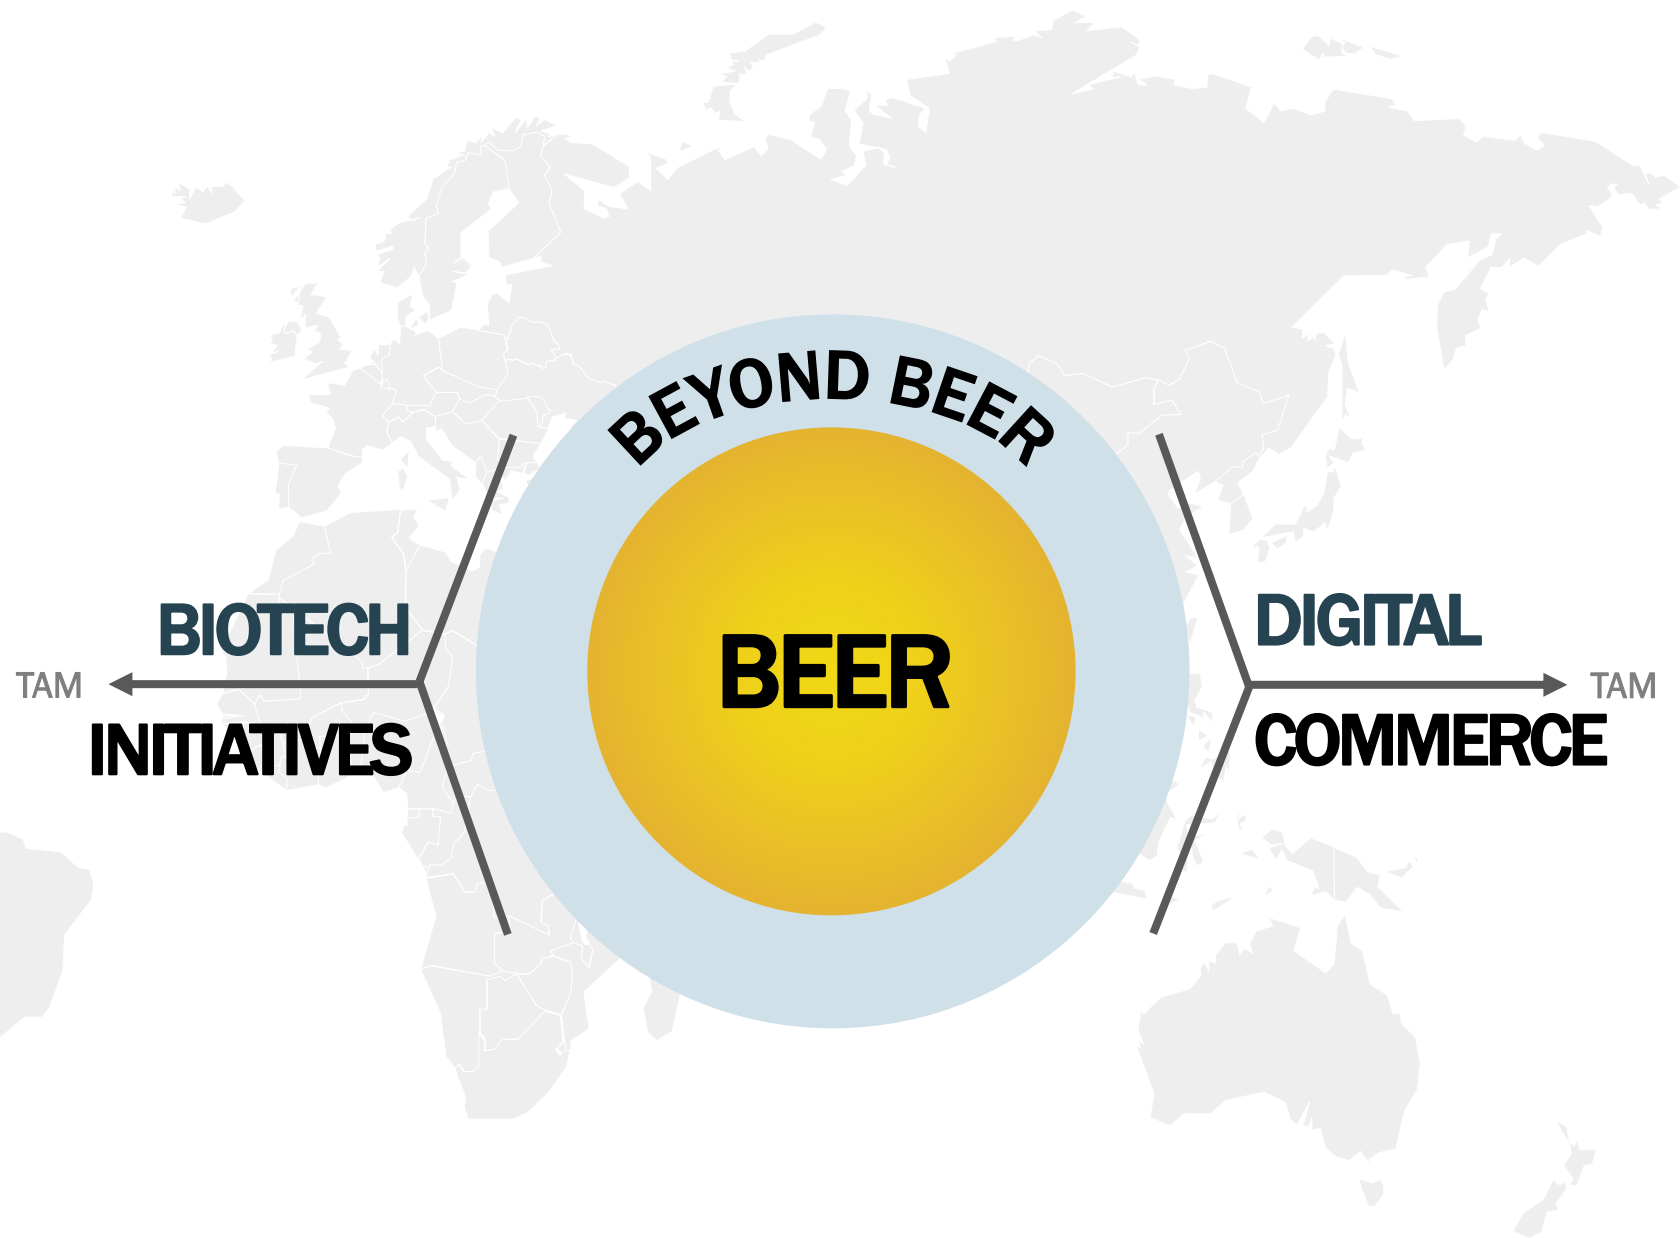 BEYOND BEER
BEER
BIOTECH
TAM
INITIATIVES
DIGITAL
TAM
COMMERCE